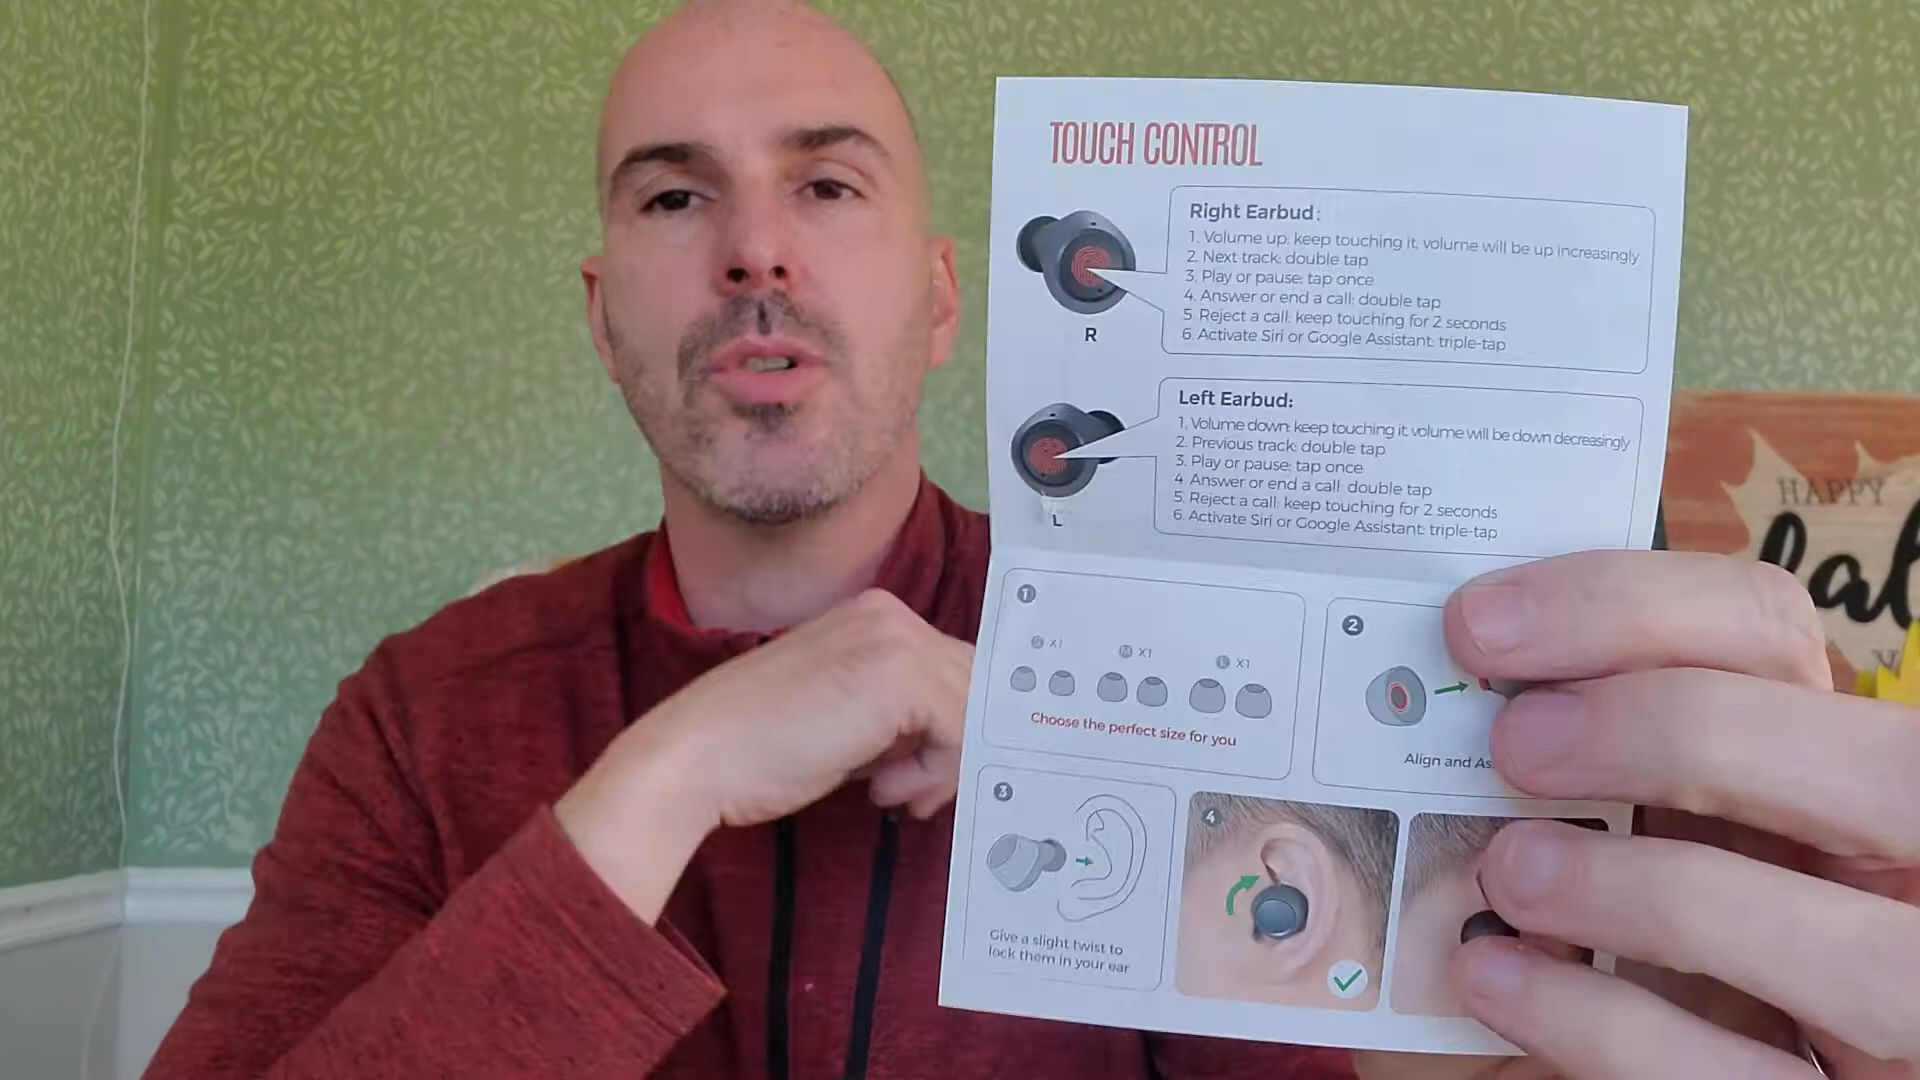 TOUCH CONTROL
Right Earbud:
1. Volume up: keep touching it, volume will be up increasingly
2. Next track: double tap
3. Play or pause: tap once
4. Answer or end a call: double tap
5. Reject a call: keep touching for 2 seconds
6. Activate Siri or Google Assistant: triple-tap
R
Left Earbud:
1. Volume down: keep touching it, volume will be down decreasingly
2. Previous track: double tap
3. Play or pause: tap once
4. Answer or end a call: double tap
5. Reject a call: keep touching for 2 seconds
6. Activate Siri or Google Assistant: triple-tap
L
1
S X1
M X1
L X1
Choose the perfect size for you
2
Align and As
3
Give a slight twist to
lock them in your ear
4
HAPPY